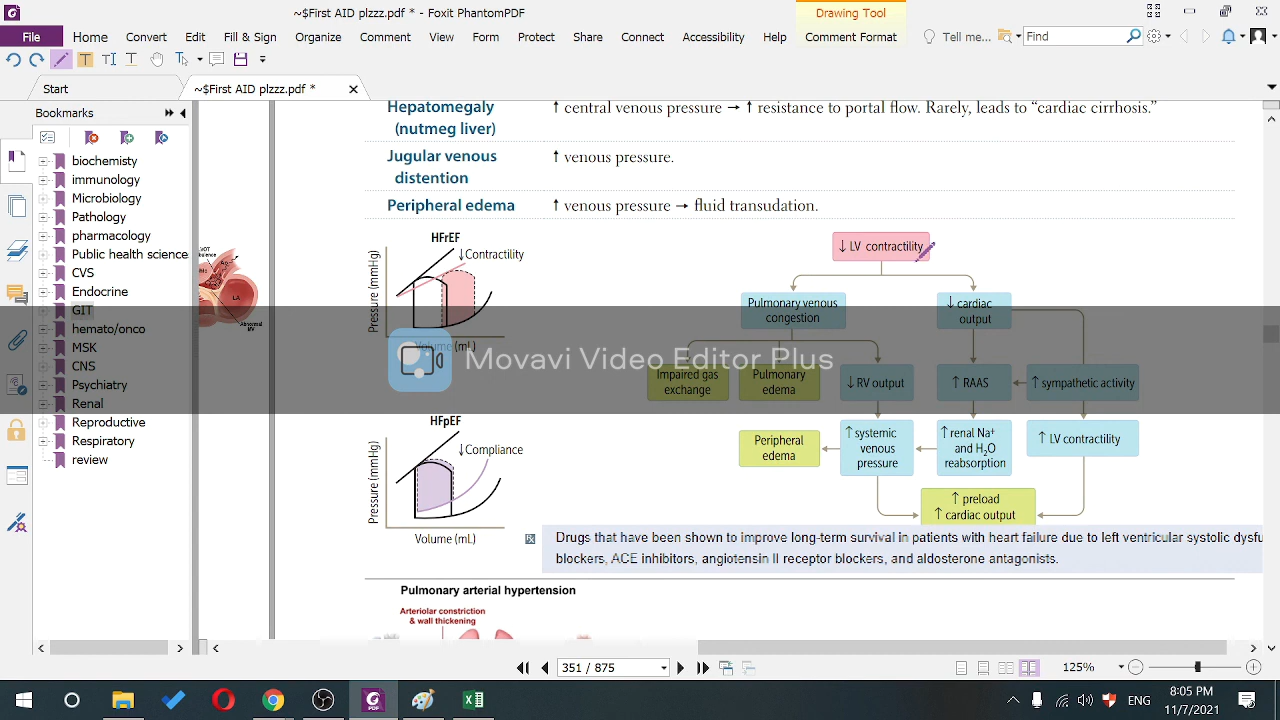 ~$First AID plzzz.pdf * - Foxit PhantomPDF
Drawing Tool
File Home Convert Edit Fill & Sign Organize Comment View Form Protect Share Connect Accessibility Help Comment Format Tell me... Find
Start
~$First AID plzzz.pdf *
Bookmarks
biochemistry
immunology
Microbiology
Pathology
pharmacology
Public health science
CVS
Endocrine
GIT
hemato/onco
MSK
CNS
Psychiatry
Renal
Reproductive
Respiratory
review
LA
Abnormal
MV
Hepatomegaly
(nutmeg liver)
↑ central venous pressure → ↑ resistance to portal flow. Rarely, leads to “cardiac cirrhosis.”
Jugular venous
distention
↑ venous pressure.
Peripheral edema
↑ venous pressure → fluid transudation.
HFrEF
↓Contractility
Pressure (mmHg)
Volume (mL)
HFpEF
↓Compliance
Pressure (mmHg)
Volume (mL)
↓ LV contractility
Pulmonary venous
congestion
↓ cardiac
output
Impaired gas
exchange
Pulmonary
edema
↓ RV output
↑ RAAS
↑ sympathetic activity
Peripheral
edema
↑ systemic
venous
pressure
↑ renal Na+
and H2O
reabsorption
↑ LV contractility
↑ preload
↑ cardiac output
Movavi Video Editor Plus
Rx
Drugs that have been shown to improve long-term survival in patients with heart failure due to left ventricular systolic dysfu
blockers, ACE inhibitors, angiotensin II receptor blockers, and aldosterone antagonists.
Pulmonary arterial hypertension
Arteriolar constriction
& wall thickening
351 / 875
125%
ENG
8:05 PM
11/7/2021